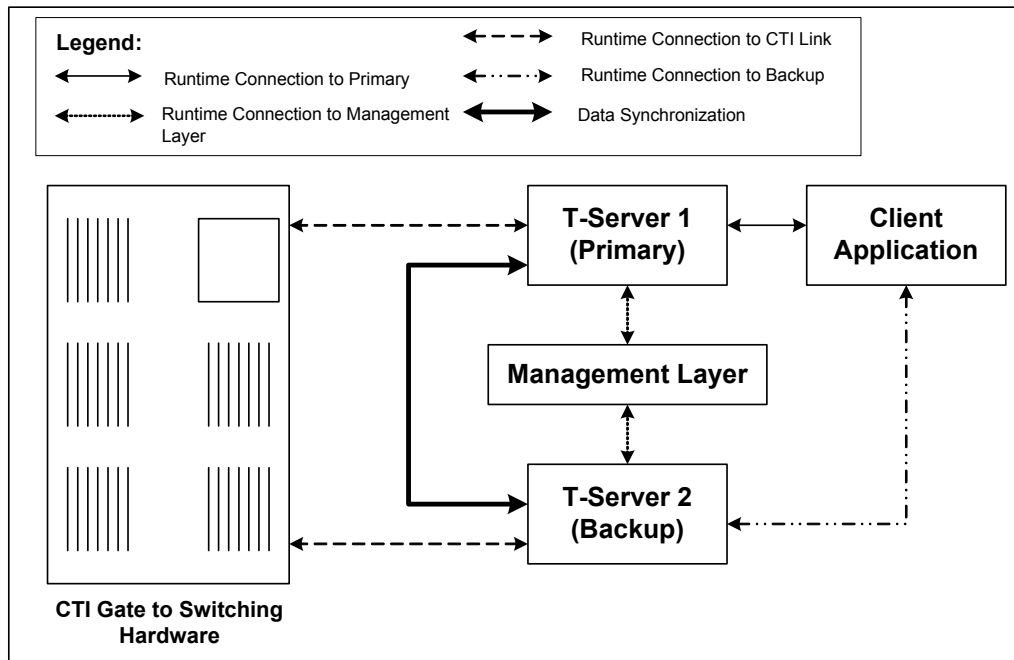 Legend:
Runtime Connection to Primary
Runtime Connection to Management
Layer
Runtime Connection to CTI Link
Runtime Connection to Backup
Data Synchronization
T-Server 1
(Primary)
Client
Application
Management Layer
T-Server 2
(Backup)
CTI Gate to Switching
Hardware